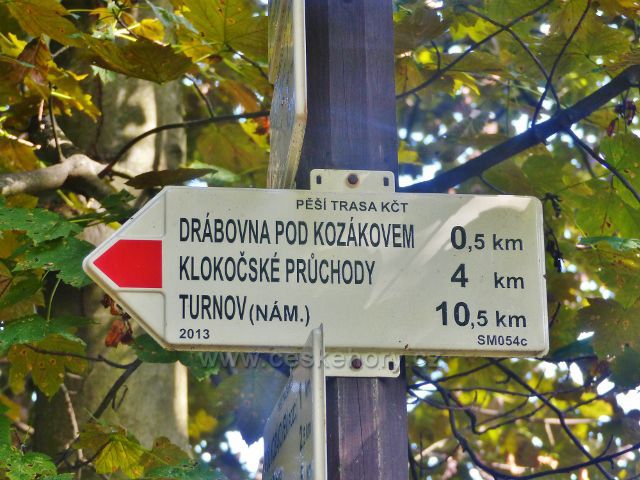 PĚŠÍ TRASA KČT
DRÁBOVNA POD KOZÁKOVEM 0,5 km
KLOKOČSKÉ PRŮCHODY 4 km
TURNOV (NÁM.) 10,5 km
2013 SM054c
www.ceskehory.cz